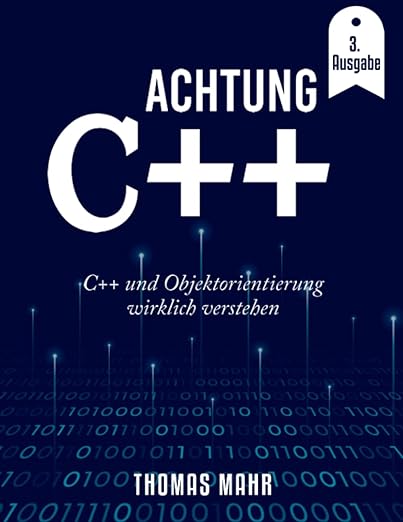 3.
Ausgabe
ACHTUNG
C++
C++ und Objektorientierung
wirklich verstehen
THOMAS MAHR